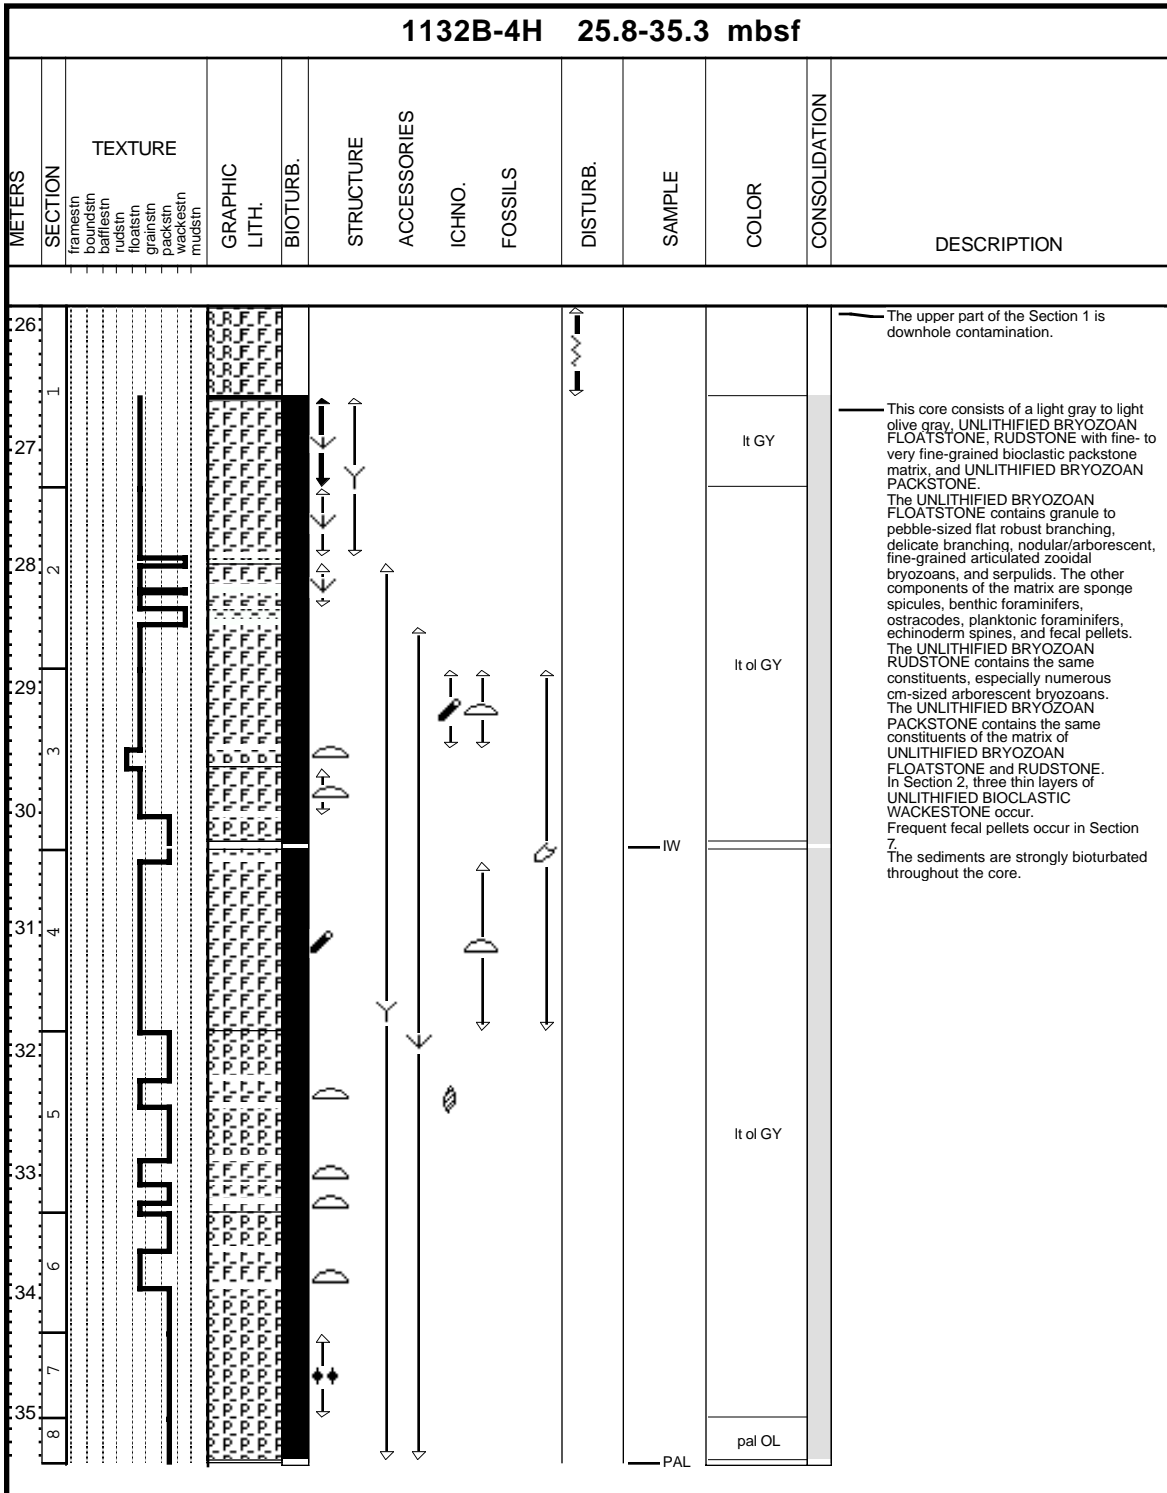 1132B-4H 25.8-35.3 mbsf
METERS
SECTION
TEXTURE
framestn
boundstn
bafflestn
rudstn
floatstn
grainstn
packstn
wackestn
mudstn
GRAPHIC
LITH.
BIOTURB.
STRUCTURE
ACCESSORIES
ICHNO.
FOSSILS
DISTURB.
SAMPLE
COLOR
CONSOLIDATION
DESCRIPTION
26
27
28
29
30
31
32
33
34
35
1
2
3
4
5
6
7
8
IW
PAL
lt GY
lt ol GY
lt ol GY
pal OL
The upper part of the Section 1 is
downhole contamination.
This core consists of a light gray to light
olive gray, UNLITHIFIED BRYOZOAN
FLOATSTONE, RUDSTONE with fine- to
very fine-grained bioclastic packstone
matrix, and UNLITHIFIED BRYOZOAN
PACKSTONE.
The UNLITHIFIED BRYOZOAN
FLOATSTONE contains granule to
pebble-sized flat robust branching,
delicate branching, nodular/arborescent,
fine-grained articulated zooidal
bryozoans, and serpulids. The other
components of the matrix are sponge
spicules, benthic foraminifers,
ostracodes, planktonic foraminifers,
echinoderm spines, and fecal pellets.
The UNLITHIFIED BRYOZOAN
RUDSTONE contains the same
constituents, especially numerous
cm-sized arborescent bryozoans.
The UNLITHIFIED BRYOZOAN
PACKSTONE contains the same
constituents of the matrix of
UNLITHIFIED BRYOZOAN
FLOATSTONE and RUDSTONE.
In Section 2, three thin layers of
UNLITHIFIED BIOCLASTIC
WACKESTONE occur.
Frequent fecal pellets occur in Section
7.
The sediments are strongly bioturbated
throughout the core.